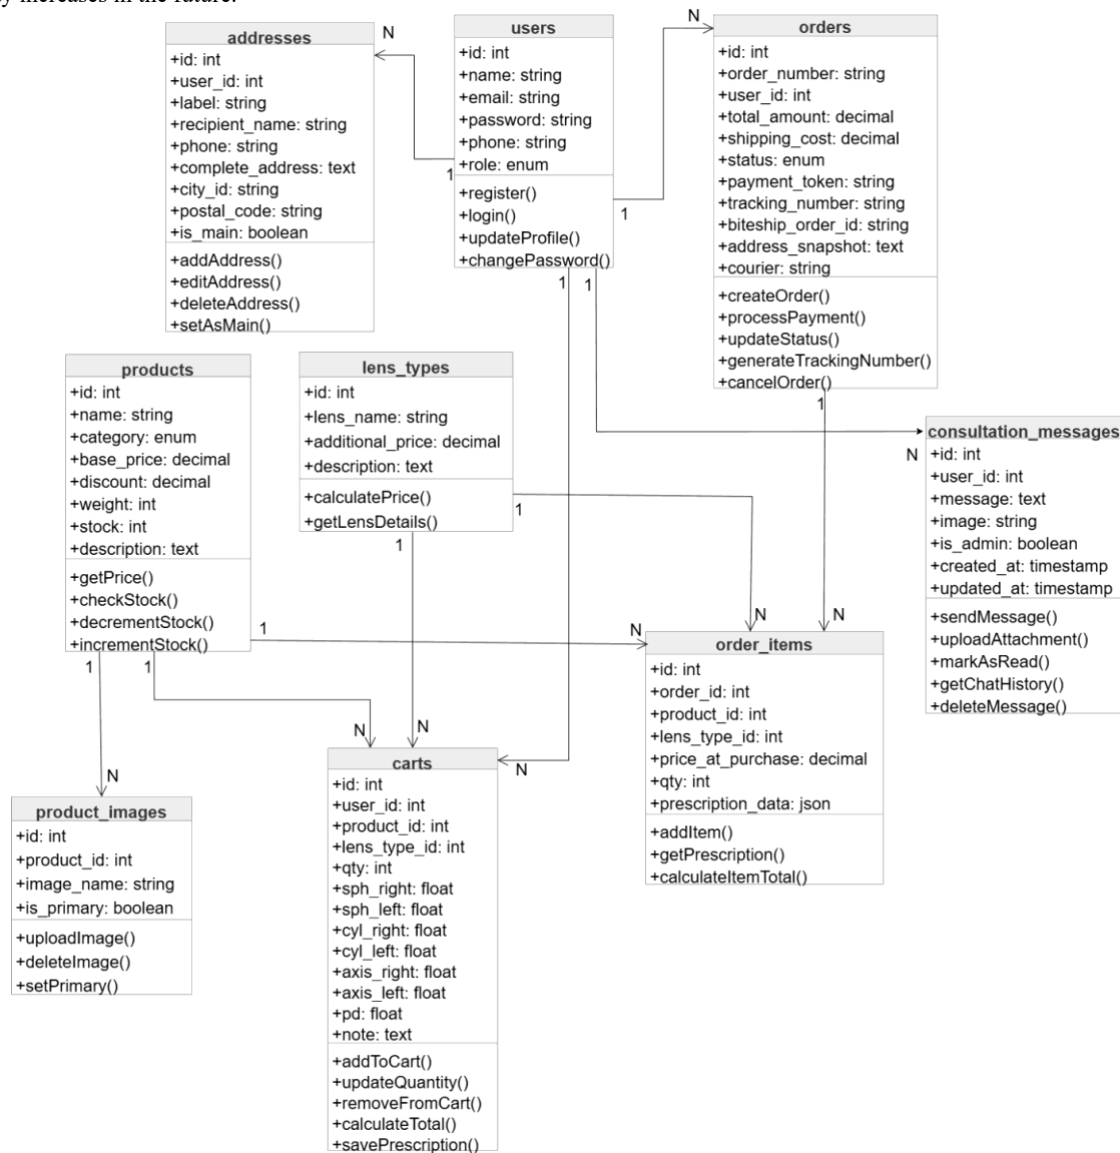 y increases in the future.
addresses
+id: int
+user_id: int
+label: string
+recipient_name: string
+phone: string
+complete_address: text
+city_id: string
+postal_code: string
+is_main: boolean
+addAddress()
+editAddress()
+deleteAddress()
+setAsMain()
N
users
+id: int
+name: string
+email: string
+password: string
+phone: string
+role: enum
+register()
+login()
+updateProfile()
+changePassword()
1
1
1
1
N
orders
+id: int
+order_number: string
+user_id: int
+total_amount: decimal
+shipping_cost: decimal
+status: enum
+payment_token: string
+tracking_number: string
+biteship_order_id: string
+address_snapshot: text
+courier: string
+createOrder()
+processPayment()
+updateStatus()
+generateTrackingNumber()
+cancelOrder()
1
products
+id: int
+name: string
+category: enum
+base_price: decimal
+discount: decimal
+weight: int
+stock: int
+description: text
+getPrice()
+checkStock()
+decrementStock()
+incrementStock()
1
1
1
lens_types
+id: int
+lens_name: string
+additional_price: decimal
+description: text
+calculatePrice()
+getLensDetails()
1
1
N
consultation_messages
+id: int
+user_id: int
+message: text
+image: string
+is_admin: boolean
+created_at: timestamp
+updated_at: timestamp
+sendMessage()
+uploadAttachment()
+markAsRead()
+getChatHistory()
+deleteMessage()
N
N
N
order_items
+id: int
+order_id: int
+product_id: int
+lens_type_id: int
+price_at_purchase: decimal
+qty: int
+prescription_data: json
+addItem()
+getPrescription()
+calculateItemTotal()
N
product_images
+id: int
+product_id: int
+image_name: string
+is_primary: boolean
+uploadImage()
+deleteImage()
+setPrimary()
N
N
N
carts
+id: int
+user_id: int
+product_id: int
+lens_type_id: int
+qty: int
+sph_right: float
+sph_left: float
+cyl_right: float
+cyl_left: float
+axis_right: float
+axis_left: float
+pd: float
+note: text
+addToCart()
+updateQuantity()
+removeFromCart()
+calculateTotal()
+savePrescription()